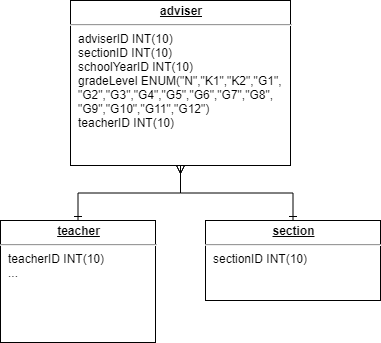 adviser
adviserID INT(10)
sectionID INT(10)
schoolYearID INT(10)
gradeLevel ENUM("N","K1","K2","G1",
"G2","G3","G4","G5","G6","G7","G8",
"G9","G10","G11","G12")
teacherID INT(10)
teacher
teacherID INT(10)
...
section
sectionID INT(10)